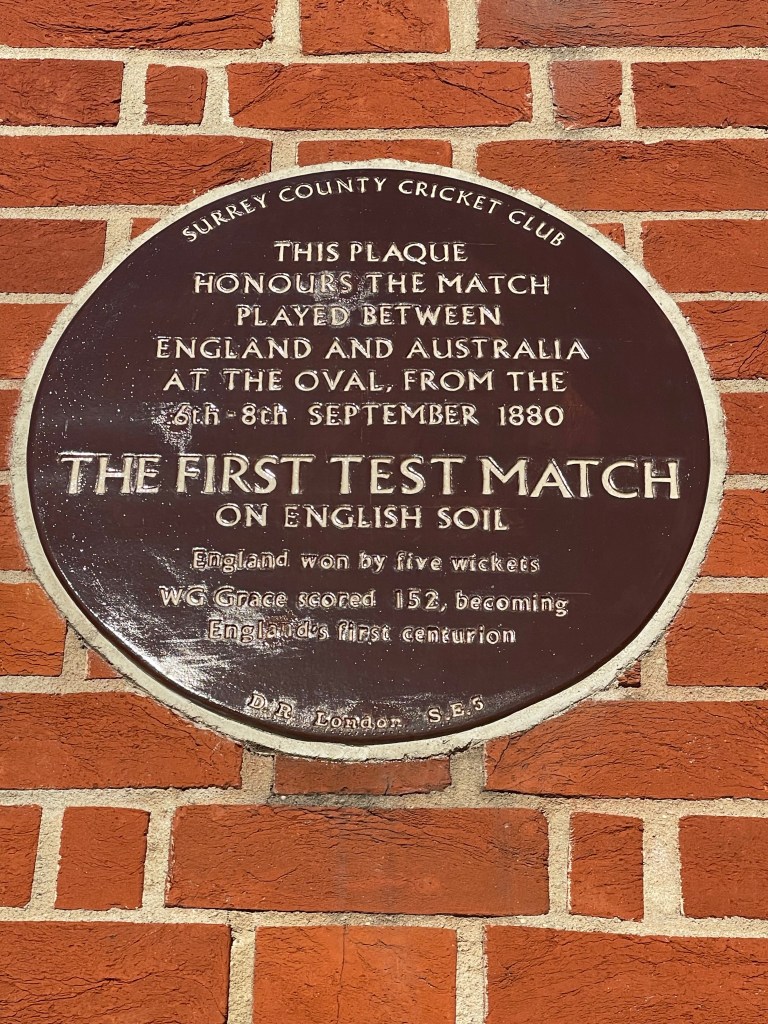 SURREY COUNTY CRICKET CLUB
THIS PLAQUE
HONOURS THE MATCH
PLAYED BETWEEN
ENGLAND AND AUSTRALIA
AT THE OVAL, FROM THE
6th - 8th SEPTEMBER 1880
THE FIRST TEST MATCH
ON ENGLISH SOIL
England won by five wickets
WG Grace scored 152, becoming
England's first centurion
D.R. London S.E.3